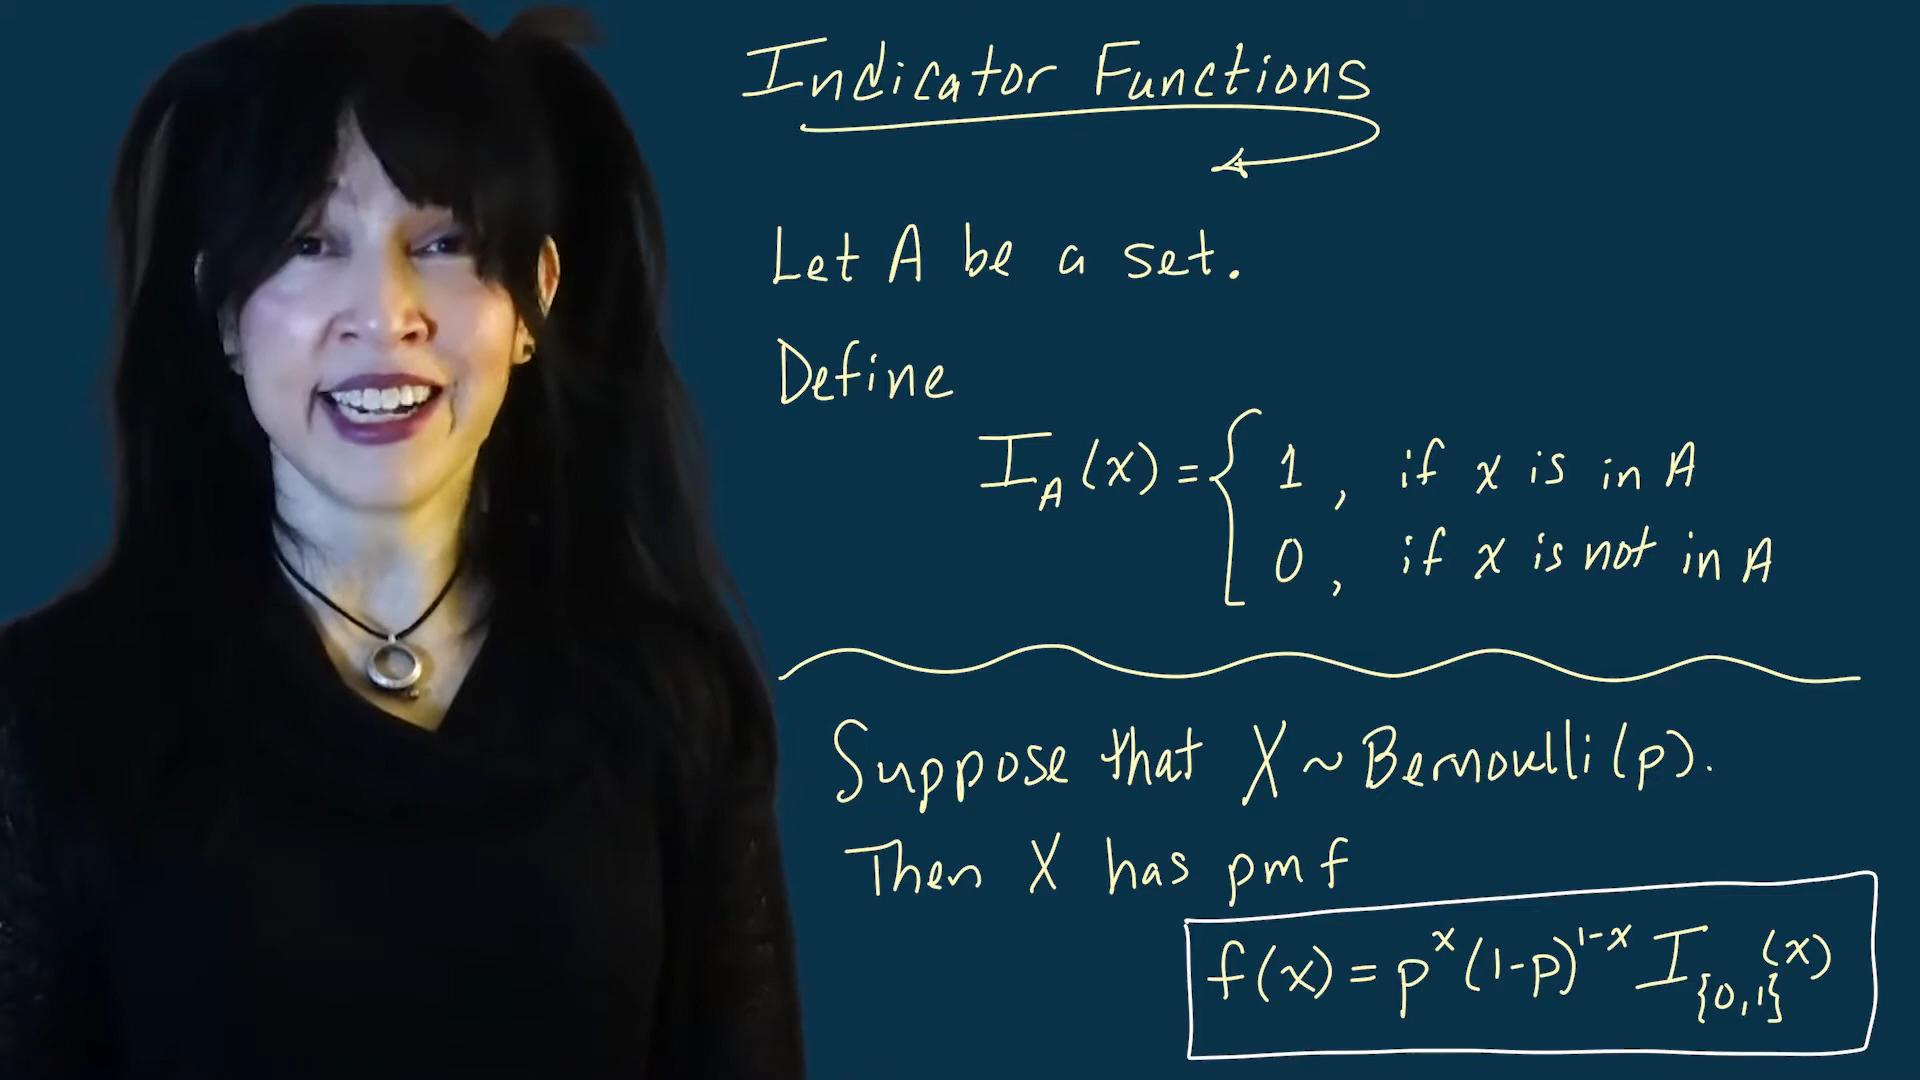 Indicator Functions
Let A be a set.
Define
I_A(x) = { 1, if x is in A
0, if x is not in A
Suppose that X ~ Bernoulli(p).
Then X has pmf
f(x) = p^x (1-p)^{1-x} I_{{0,1}}(x)